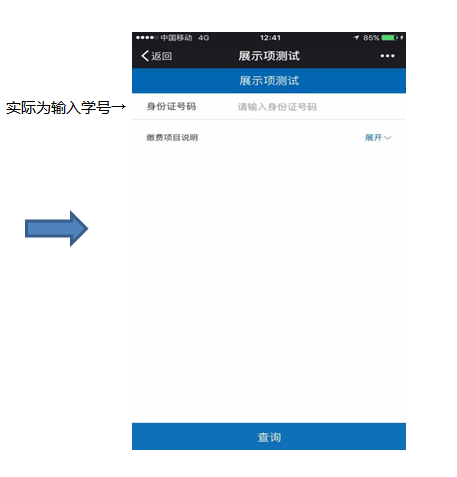 ●●●●○ 中国移动 4G 12:41 85%
返回 展示项测试 •••
展示项测试
实际为输入学号→
身份证号码 请输入身份证号码
缴费项目说明 展开
查询